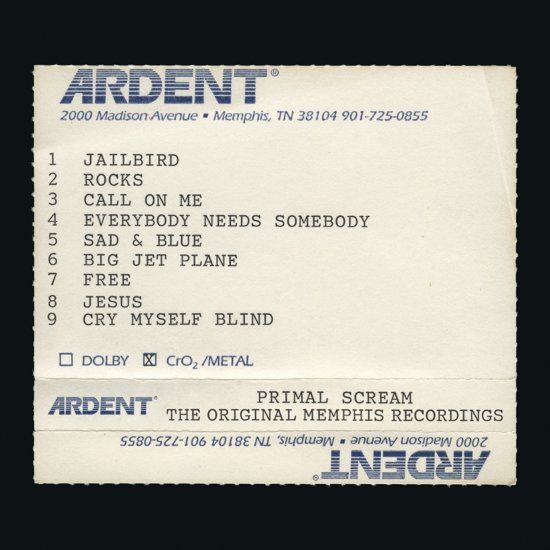 ARDENT®
2000 Madison Avenue ▪ Memphis, TN 38104 901-725-0855
1 JAILBIRD
2 ROCKS
3 CALL ON ME
4 EVERYBODY NEEDS SOMEBODY
5 SAD & BLUE
6 BIG JET PLANE
7 FREE
8 JESUS
9 CRY MYSELF BLIND
☐ DOLBY ☒ CrO₂ /METAL
ARDENT®
PRIMAL SCREAM
THE ORIGINAL MEMPHIS RECORDINGS
2000 Madison Avenue ▪ Memphis, TN 38104 901-725-0855
ARDENT®